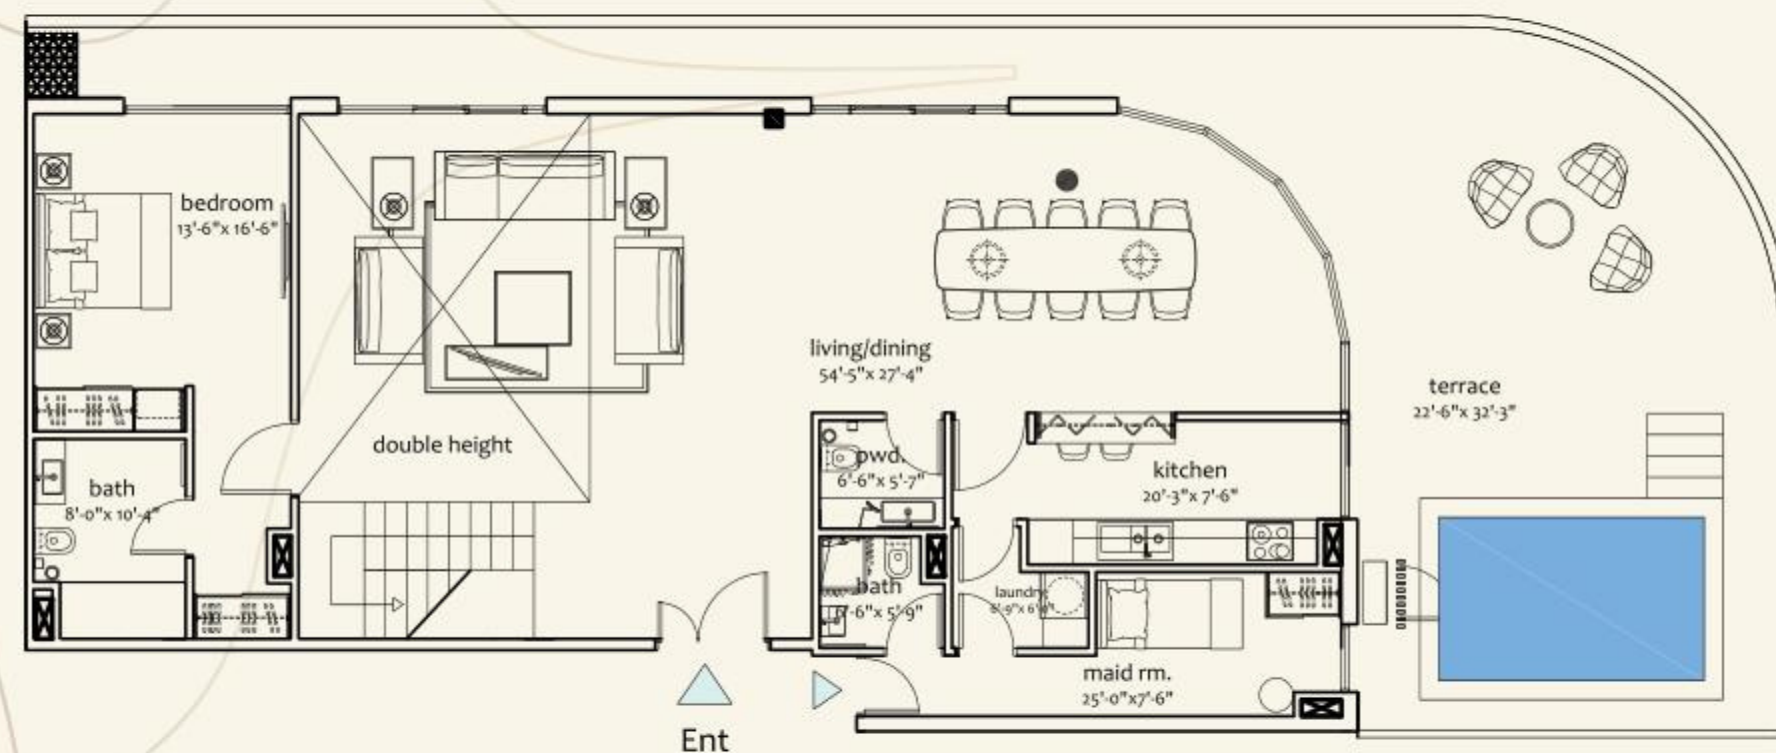 bedroom
13'-6"x 16'-6"
living/dining
54'-5"x 27'-4"
terrace
22'-6"x 32'-3"
double height
pwd.
6'-6"x 5'-7"
kitchen
20'-3"x 7'-6"
bath
8'-0"x 10'-4"
bath
laundry
maid rm.
25'-0"x7'-6"
Ent